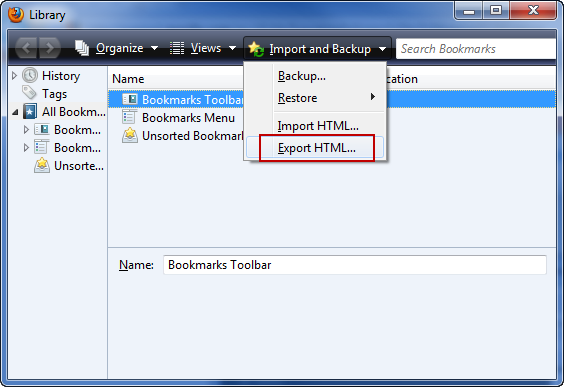 Library
Organize Views Import and Backup Search Bookmarks
History
Tags
All Bookm...
Bookm...
Bookm...
Unsorte...
Name cation
Bookmarks Toolbar
Bookmarks Menu
Unsorted Bookmar
Backup...
Restore
Import HTML...
Export HTML...
Name: Bookmarks Toolbar